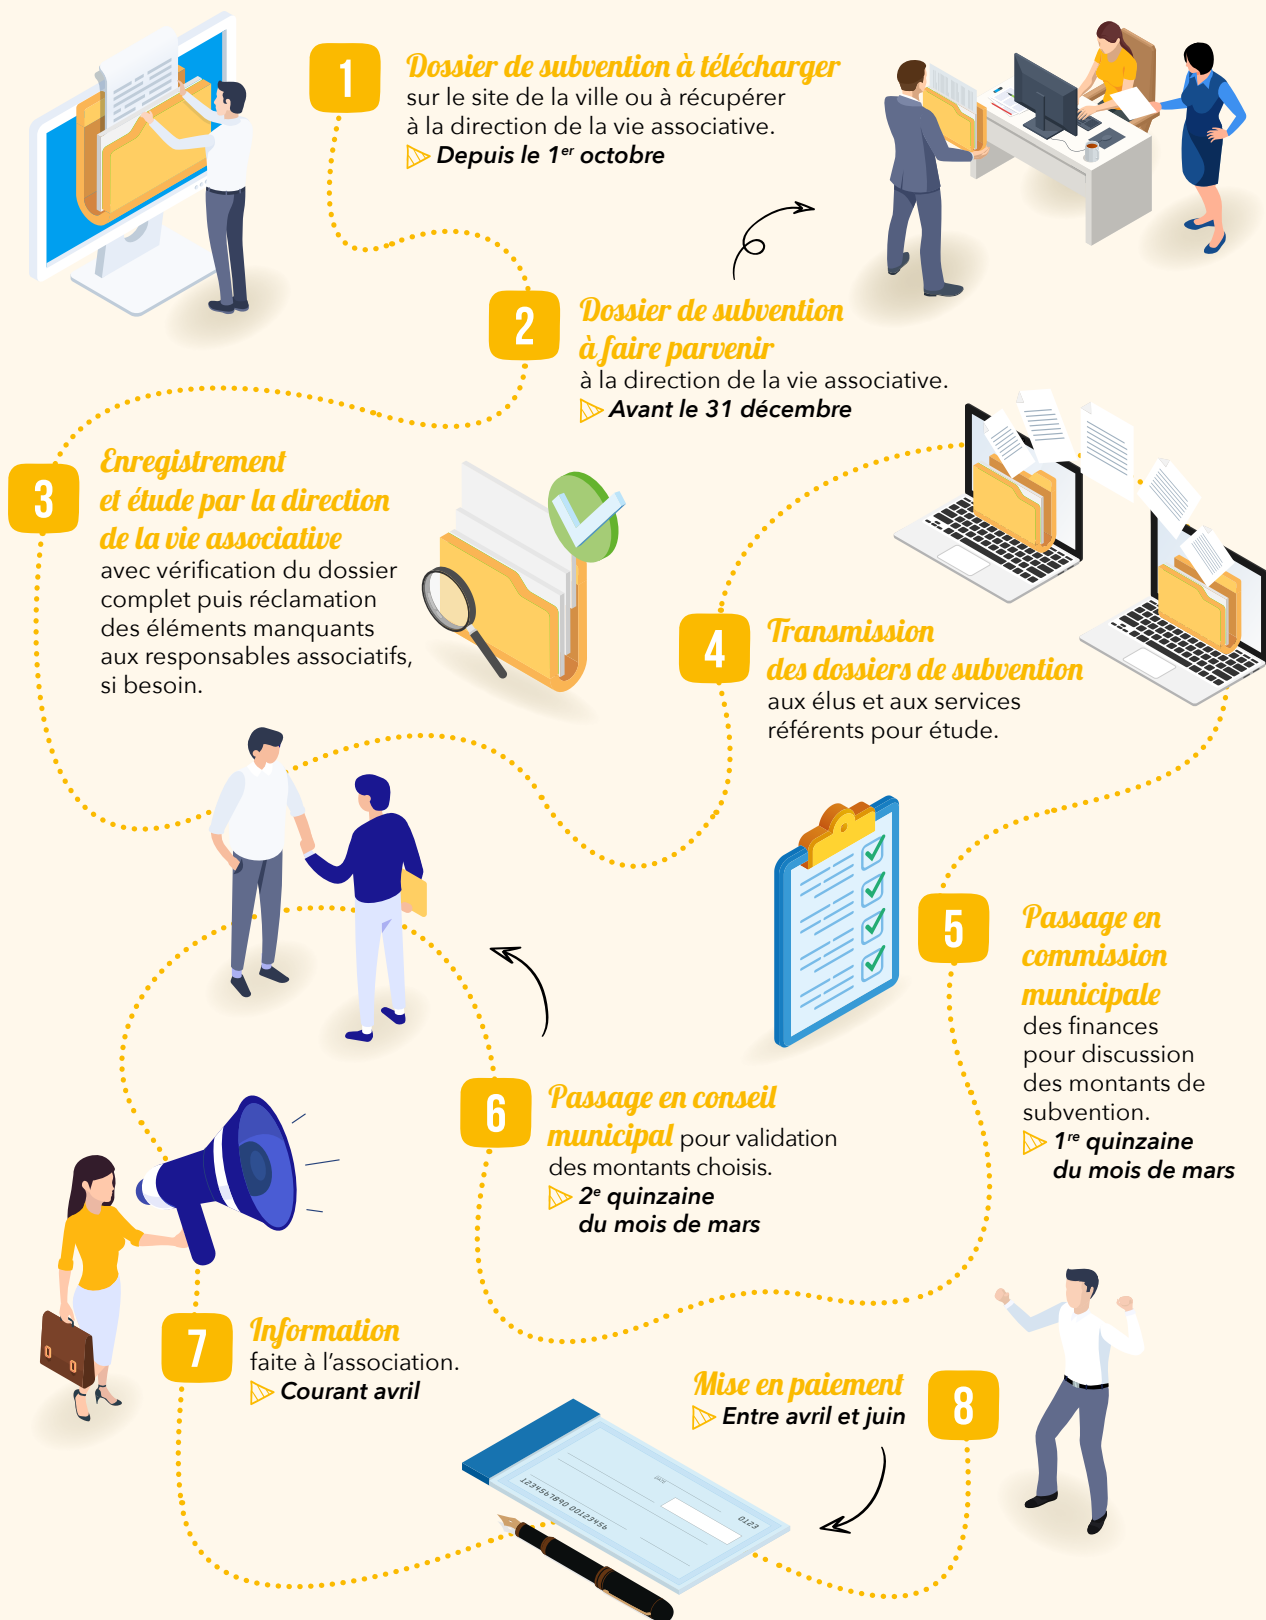 1
Dossier de subvention à télécharger
sur le site de la ville ou à récupérer
à la direction de la vie associative.
Depuis le 1er octobre
2
Dossier de subvention
à faire parvenir
à la direction de la vie associative.
Avant le 31 décembre
3
Enregistrement
et étude par la direction
de la vie associative
avec vérification du dossier
complet puis réclamation
des éléments manquants
aux responsables associatifs,
si besoin.
4
Transmission
des dossiers de subvention
aux élus et aux services
référents pour étude.
5
Passage en
commission
municipale
des finances
pour discussion
des montants de
subvention.
1re quinzaine
du mois de mars
6
Passage en conseil
municipal pour validation
des montants choisis.
2e quinzaine
du mois de mars
7
Information
faite à l'association.
Courant avril
8
Mise en paiement
Entre avril et juin
0123
1234567890 00123456